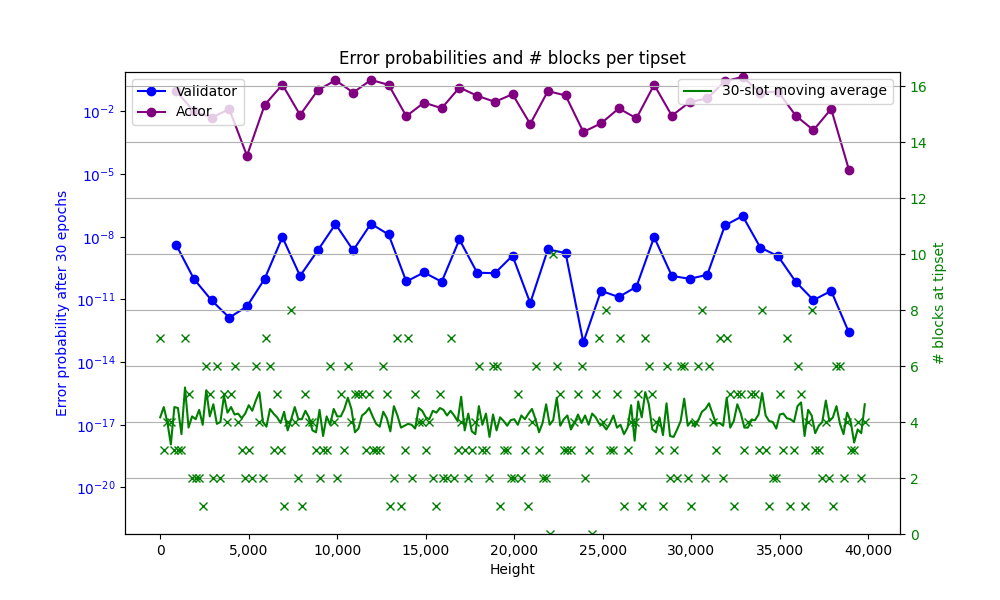 Error probabilities and # blocks per tipset
Validator
Actor
30-slot moving average
Error probability after 30 epochs
10⁻²
10⁻⁵
10⁻⁸
10⁻¹¹
10⁻¹⁴
10⁻¹⁷
10⁻²⁰
16
14
12
10
8
6
4
2
0
# blocks at tipset
0 5,000 10,000 15,000 20,000 25,000 30,000 35,000 40,000
Height